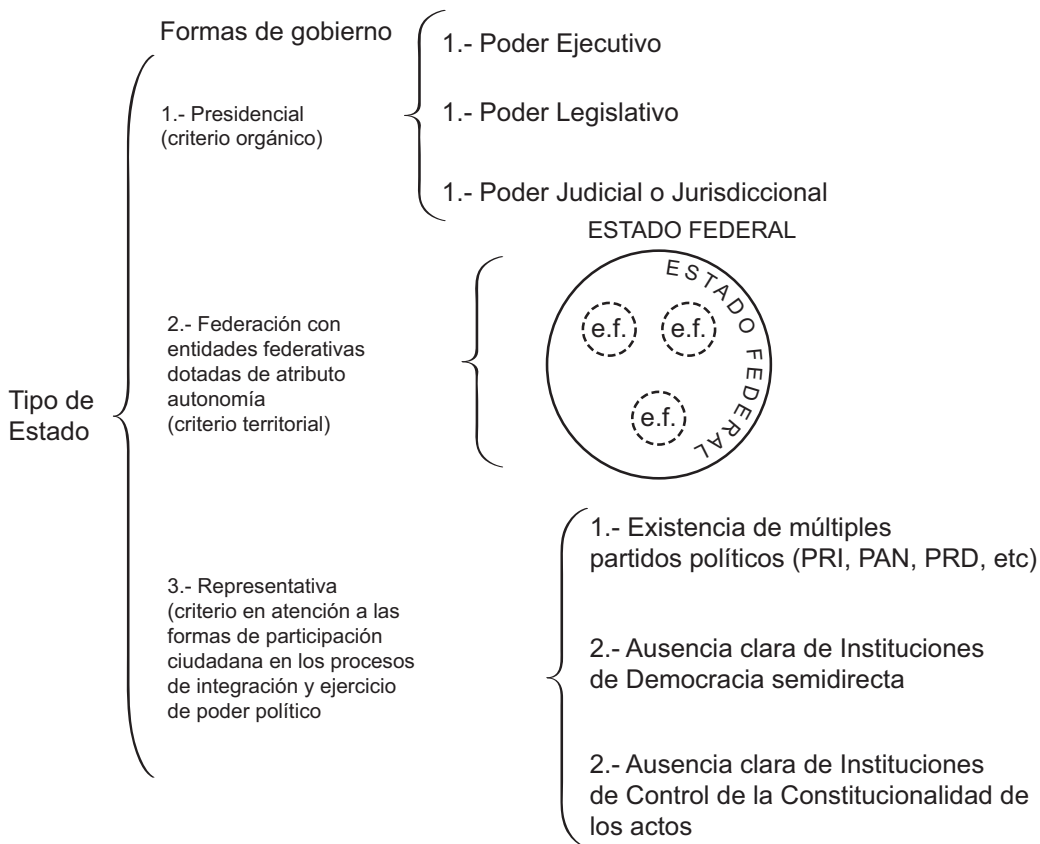 Formas de gobierno
1.- Poder Ejecutivo
1.- Presidencial
(criterio orgánico)
1.- Poder Legislativo
1.- Poder Judicial o Jurisdiccional
ESTADO FEDERAL
ESTADO FEDERAL
e.f.
e.f.
e.f.
2.- Federación con
entidades federativas
dotadas de atributo
autonomía
(criterio territorial)
Tipo de
Estado
3.- Representativa
(criterio en atención a las
formas de participación
ciudadana en los procesos
de integración y ejercicio
de poder político
1.- Existencia de múltiples
partidos políticos (PRI, PAN, PRD, etc)
2.- Ausencia clara de Instituciones
de Democracia semidirecta
2.- Ausencia clara de Instituciones
de Control de la Constitucionalidad de
los actos